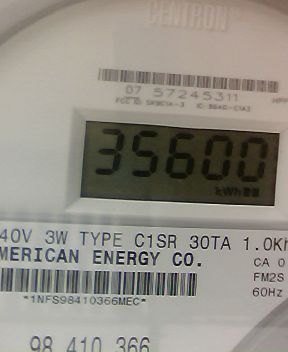 CENTRON
07 57245311
35600
kWh
40V 3W TYPE C1SR 30TA 1.0Kh
MERICAN ENERGY CO.
CA 0
FM2S
60Hz
*1NFS98410366MEC*
98 410 366